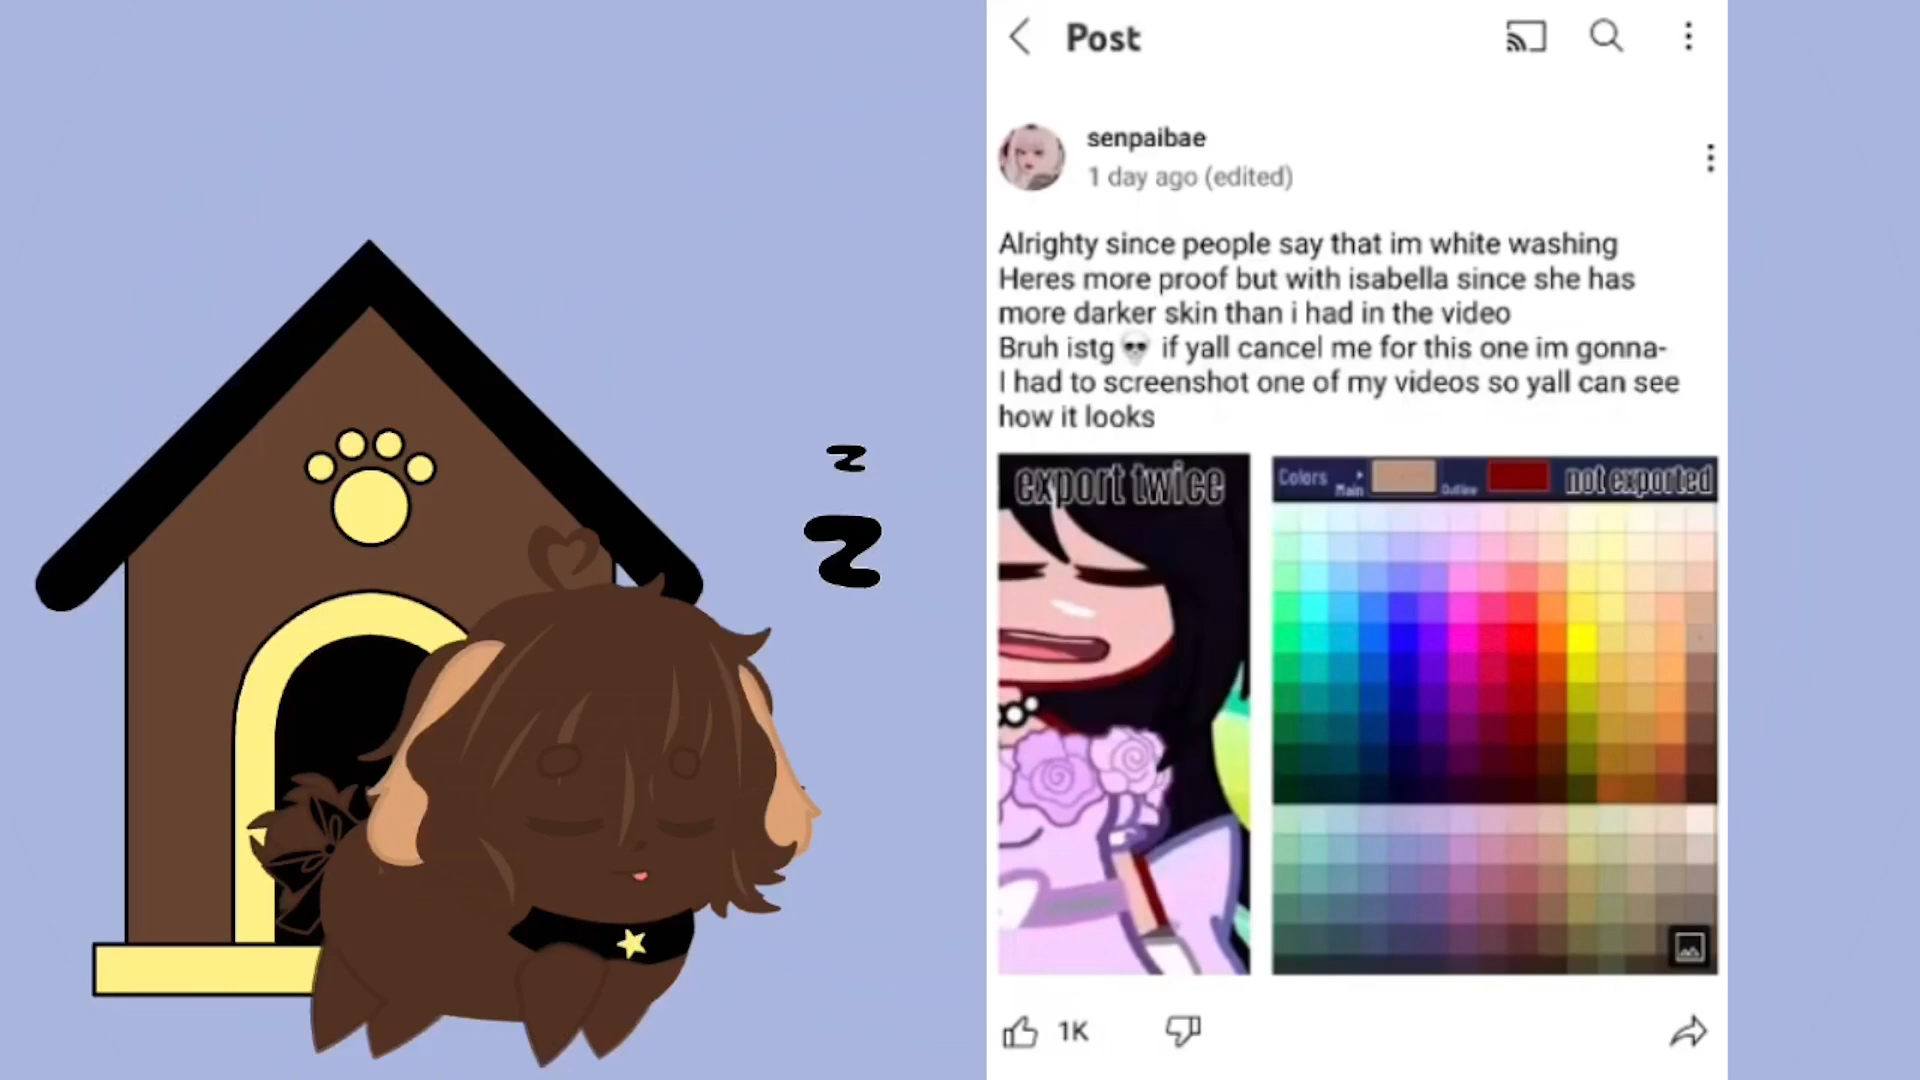 z
z
Post
senpaibae
1 day ago (edited)
Alrighty since people say that im white washing
Heres more proof but with isabella since she has
more darker skin than i had in the video
Bruh istg💀 if yall cancel me for this one im gonna-
I had to screenshot one of my videos so yall can see
how it looks
export twice
Colors Main Outline not exported
1K